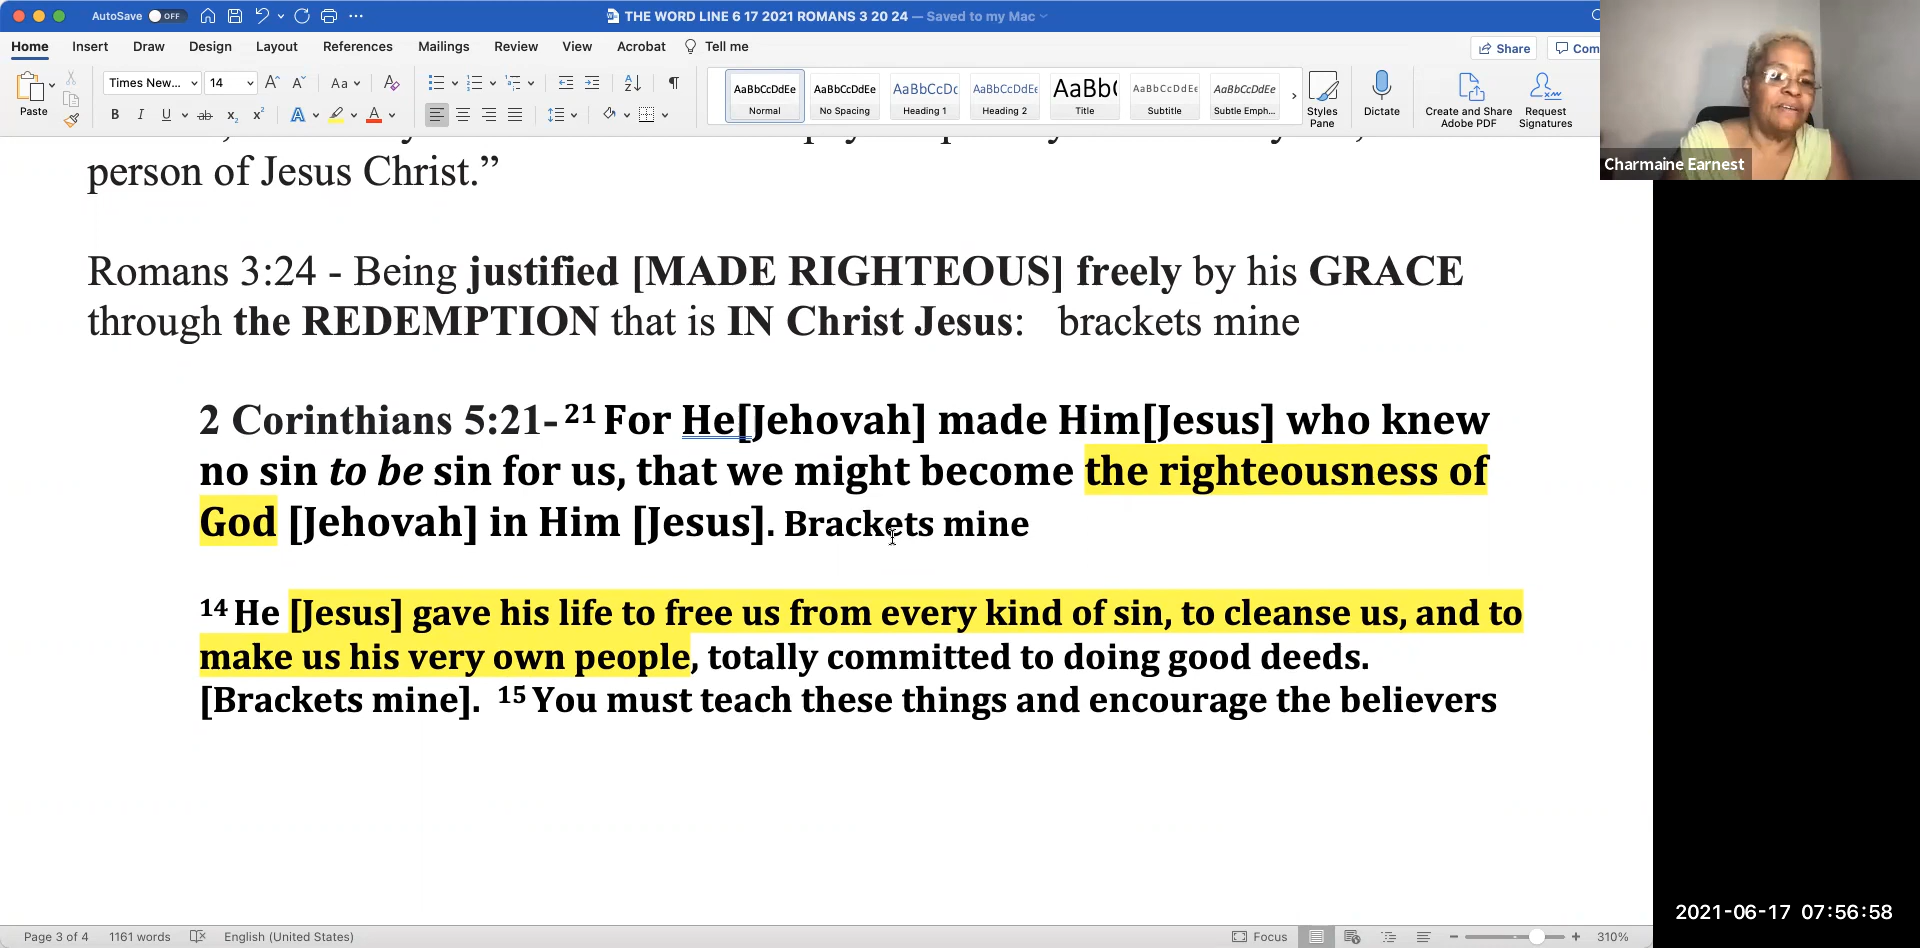 AutoSave OFF
THE WORD LINE 6 17 2021 ROMANS 3 20 24 — Saved to my Mac
Home Insert Draw Design Layout References Mailings Review View Acrobat Tell me
Share
Paste
Times New... 14
Aa
B I U ab x₂ x²
AaBbCcDdEe AaBbCcDdEe AaBbCcDc AaBbCcDdEe AaBb( AaBbCcDdEe AaBbCcDdEe
Normal No Spacing Heading 1 Heading 2 Title Subtitle Subtle Emph...
Styles Pane
Dictate
Create and Share Adobe PDF
Request Signatures
Charmaine Earnest
person of Jesus Christ.”
Romans 3:24 - Being justified [MADE RIGHTEOUS] freely by his GRACE
through the REDEMPTION that is IN Christ Jesus: brackets mine
2 Corinthians 5:21- 21 For He[Jehovah] made Him[Jesus] who knew
no sin to be sin for us, that we might become the righteousness of
God [Jehovah] in Him [Jesus]. Brackets mine
14 He [Jesus] gave his life to free us from every kind of sin, to cleanse us, and to
make us his very own people, totally committed to doing good deeds.
[Brackets mine]. 15 You must teach these things and encourage the believers
2021-06-17 07:56:58
Page 3 of 4 1161 words English (United States) Focus 310%